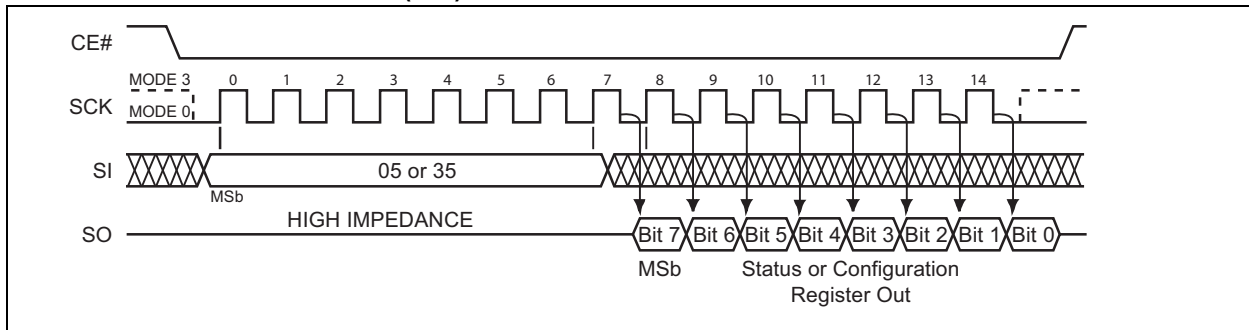 CE#
MODE 3
0 1 2 3 4 5 6 7 8 9 10 11 12 13 14
SCK
MODE 0
SI
05 or 35
MSb
HIGH IMPEDANCE
SO
Bit 7 Bit 6 Bit 5 Bit 4 Bit 3 Bit 2 Bit 1 Bit 0
MSb
Status or Configuration
Register Out